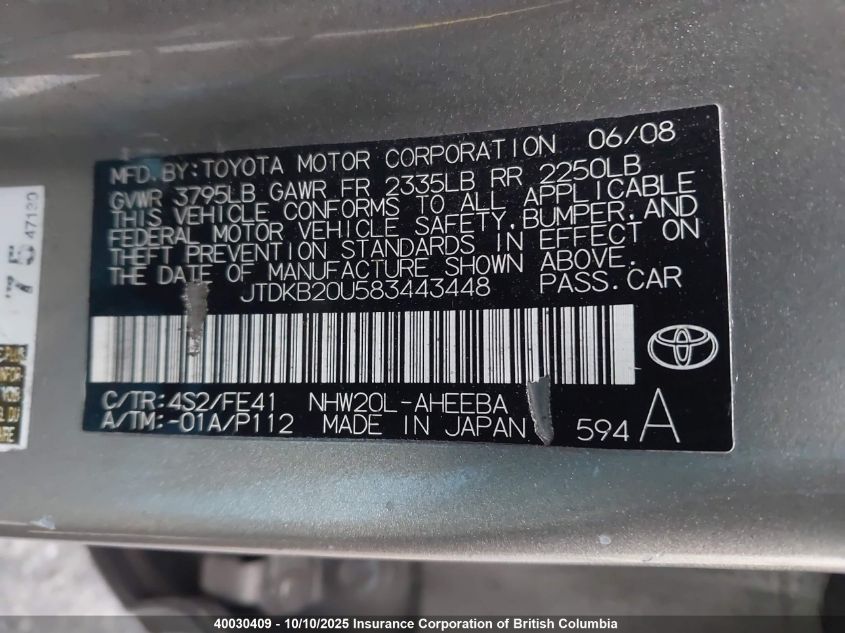 MFD. BY: TOYOTA MOTOR CORPORATION 06/08
GVWR 3795LB GAWR FR 2335LB RR 2250LB
THIS VEHICLE CONFORMS TO ALL APPLICABLE
FEDERAL MOTOR VEHICLE SAFETY, BUMPER, AND
THEFT PREVENTION STANDARDS IN EFFECT ON
THE DATE OF MANUFACTURE SHOWN ABOVE.
JTDKB20U583443448 PASS. CAR
C/TR: 4S2/FE41 NHW20L-AHEEBA
A/TM: -01A/P112 MADE IN JAPAN 594 A
40030409 - 10/10/2025 Insurance Corporation of British Columbia